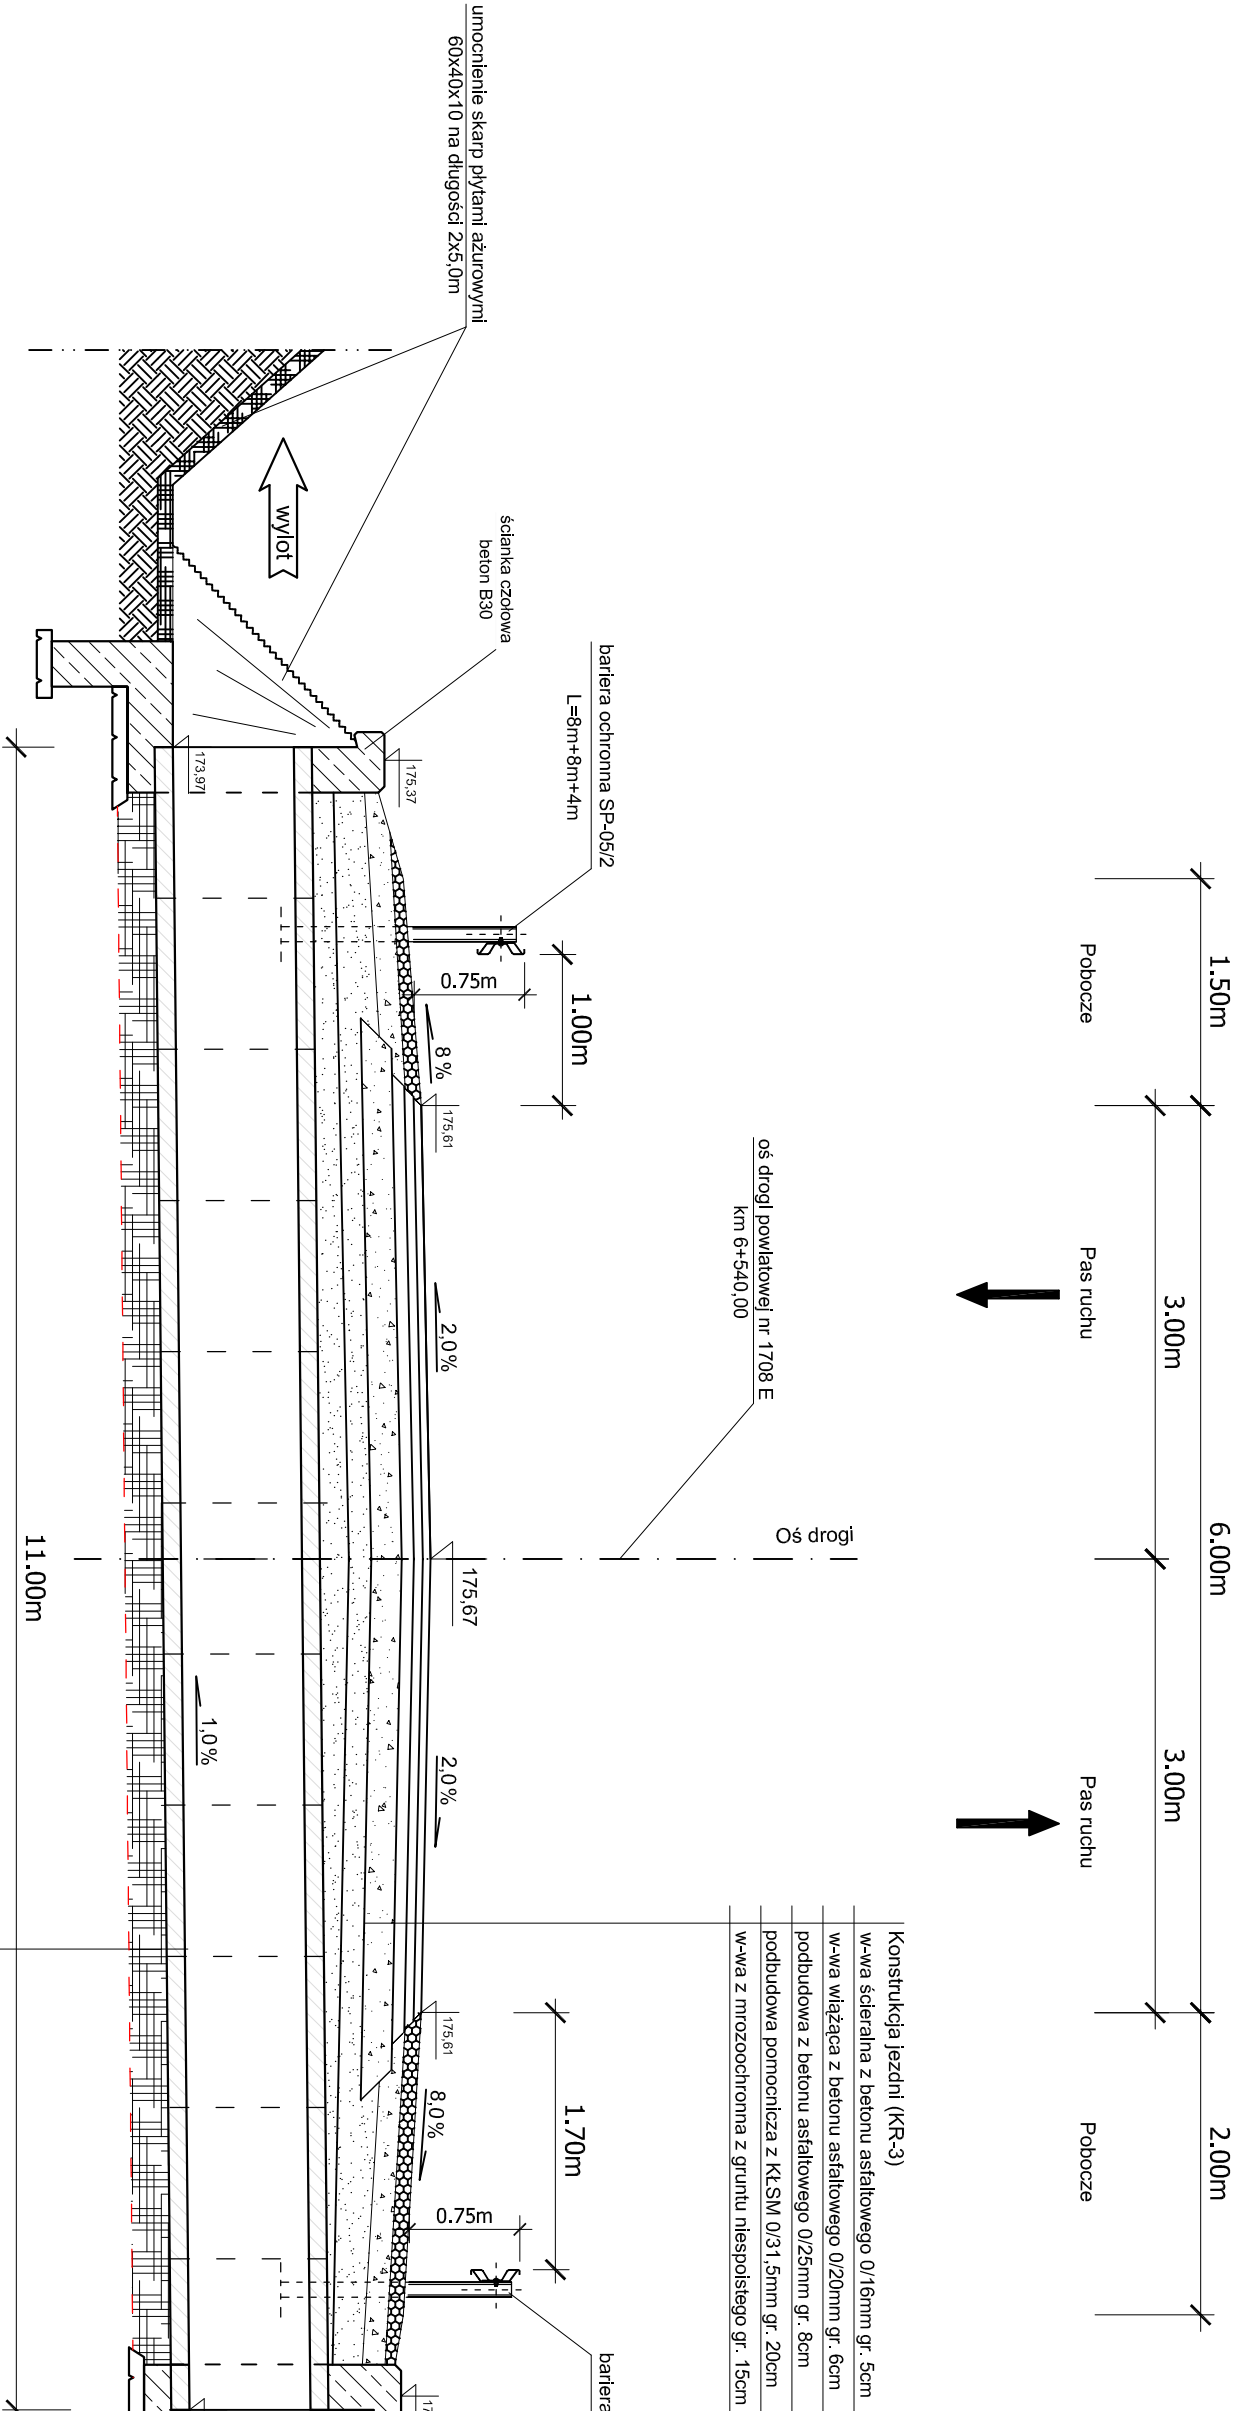 1.50m
6.00m
2.00m
3.00m
3.00m
Pobocze
Pas ruchu
Pas ruchu
Pobocze
Konstrukcja jezdni (KR-3)
w-wa ścieralna z betonu asfaltowego 0/16mm gr. 5cm
w-wa wiążąca z betonu asfaltowego 0/20mm gr. 6cm
podbudowa z betonu asfaltowego 0/25mm gr. 8cm
podbudowa pomocnicza z KŁSM 0/31,5mm gr. 20cm
w-wa z mrozoochronna z gruntu niespoistego gr. 15cm
oś drogi powiatowej nr 1708 E
km 6+540,00
Oś drogi
bariera ochronna SP-05/2
L=8m+8m+4m
bariera
1.00m
1.70m
0.75m
0.75m
ścianka czołowa
beton B30
umocnienie skarp płytami ażurowymi
60x40x10 na długości 2x5,0m
8%
2,0%
2,0%
8,0%
175,37
175,61
175,67
175,61
17
wylot
173,97
1,0%
11.00m